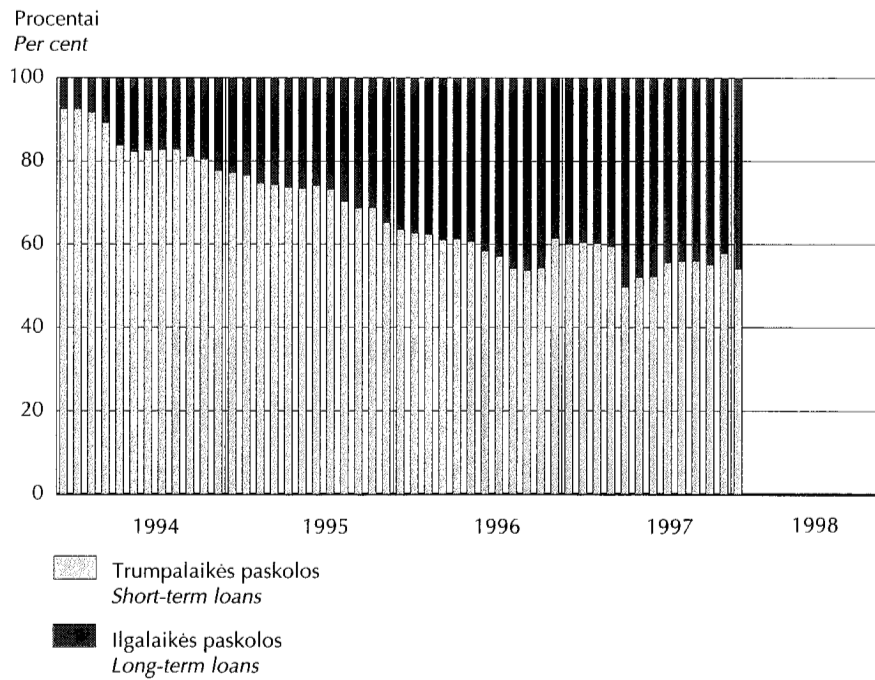 Procentai
Per cent
100
80
60
40
20
0
1994 1995 1996 1997 1998
Trumpalaikės paskolos
Short-term loans
Ilgalaikės paskolos
Long-term loans